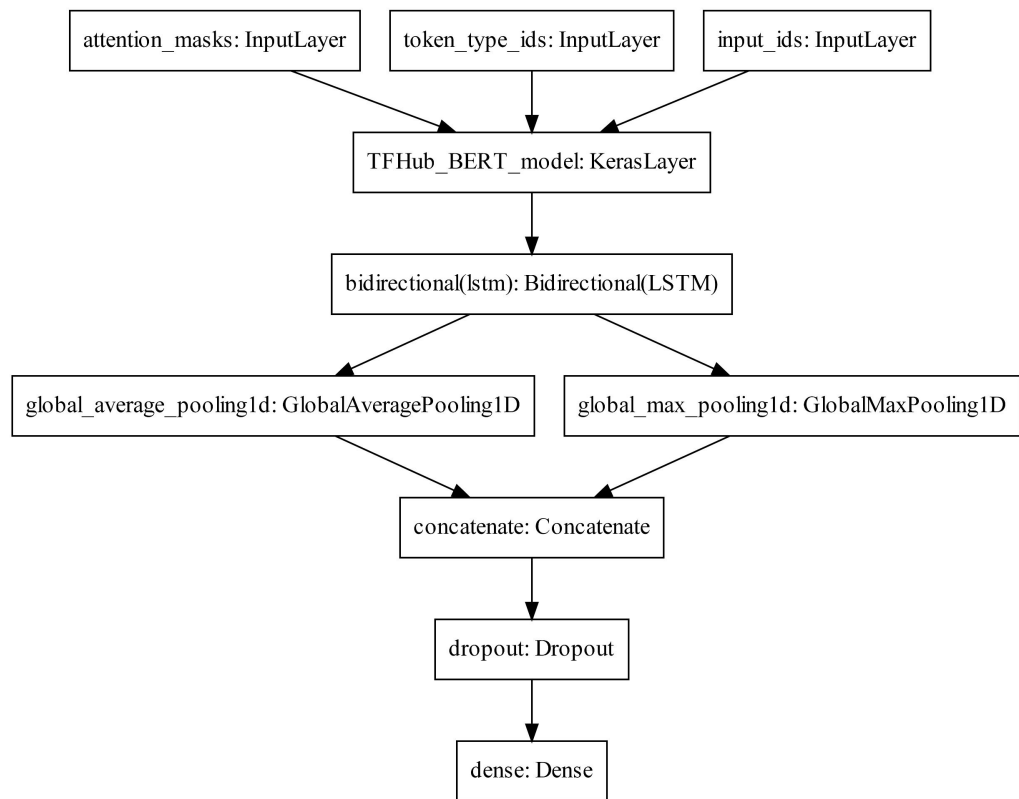 attention_masks: InputLayer
token_type_ids: InputLayer
input_ids: InputLayer
TFHub_BERT_model: KerasLayer
bidirectional(lstm): Bidirectional(LSTM)
global_average_pooling1d: GlobalAveragePooling1D
global_max_pooling1d: GlobalMaxPooling1D
concatenate: Concatenate
dropout: Dropout
dense: Dense